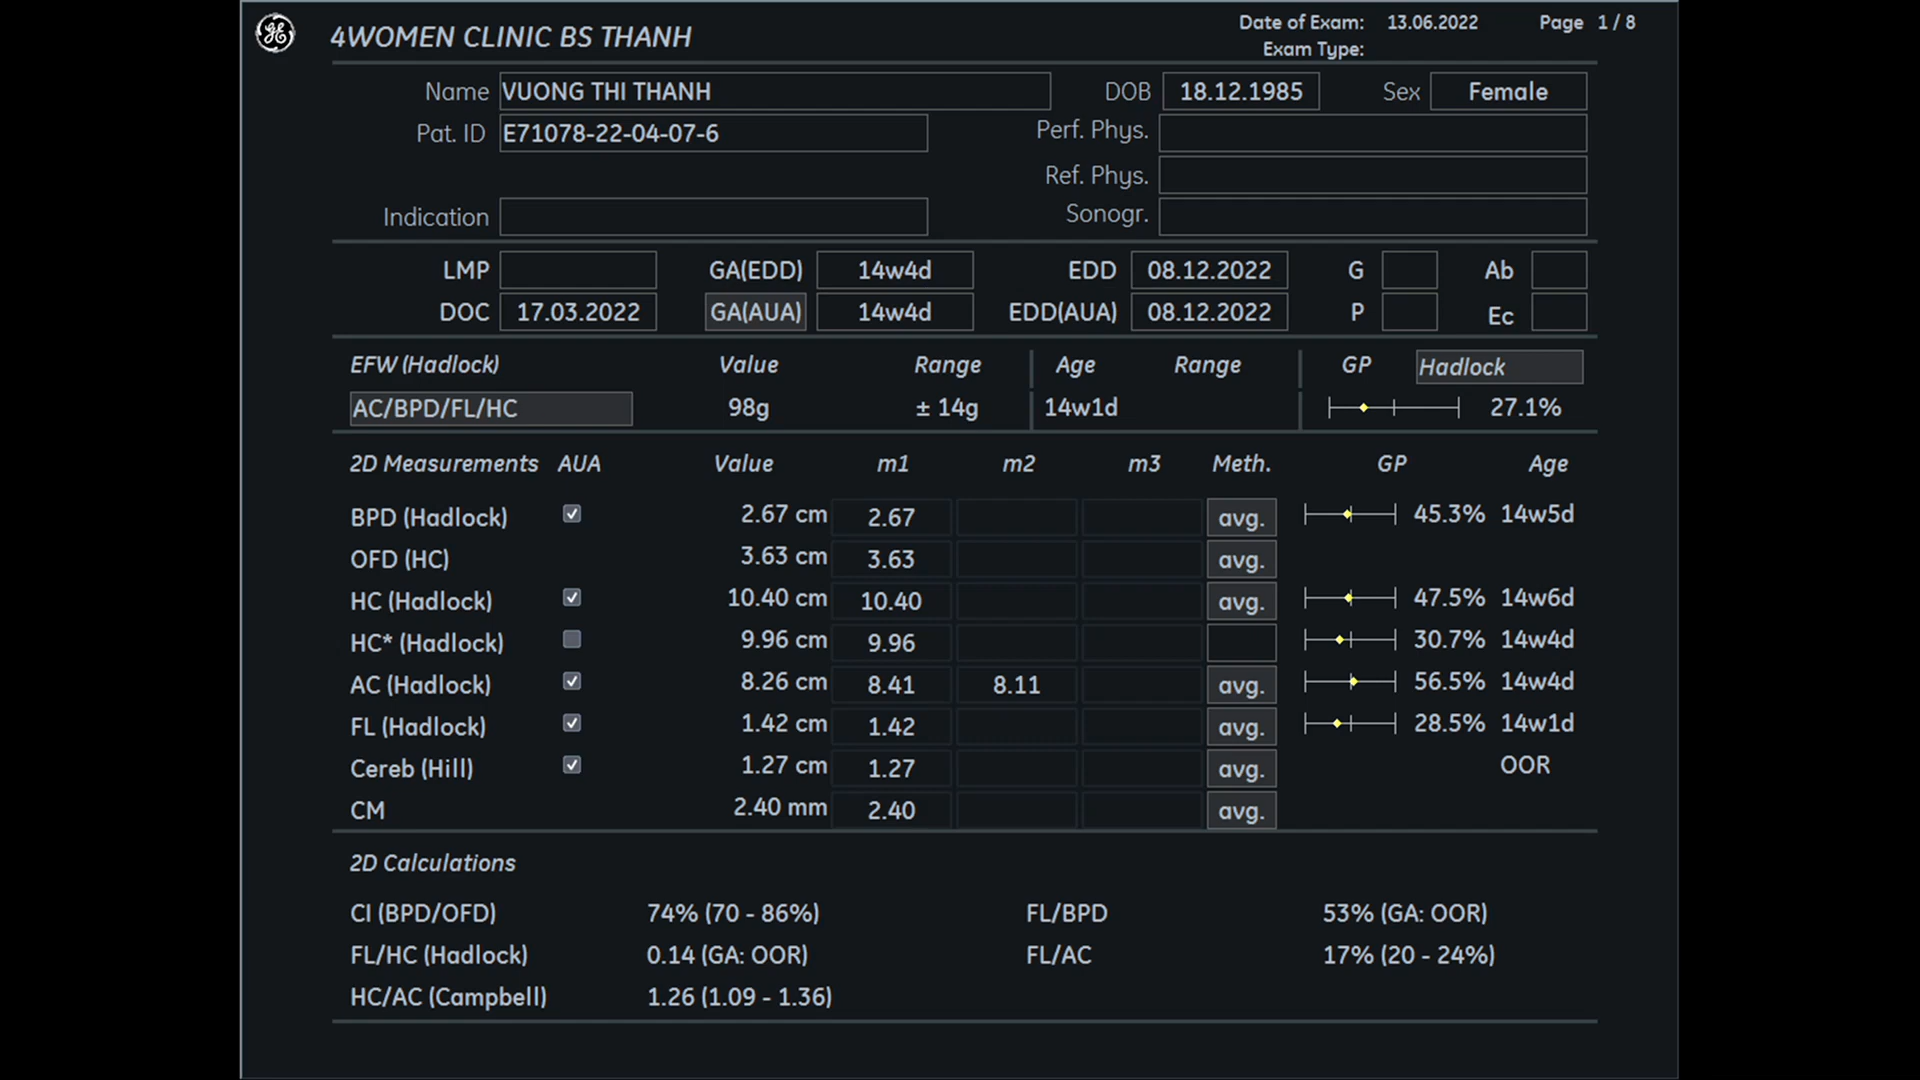 4WOMEN CLINIC BS THANH Date of Exam: 13.06.2022 Page 1 / 8
Exam Type:
Name VUONG THI THANH DOB 18.12.1985 Sex Female
Pat. ID E71078-22-04-07-6 Perf. Phys.
Ref. Phys.
Indication Sonogr.
LMP GA(EDD) 14w4d EDD 08.12.2022 G Ab
DOC 17.03.2022 GA(AUA) 14w4d EDD(AUA) 08.12.2022 P Ec
EFW (Hadlock) Value Range Age Range GP Hadlock
AC/BPD/FL/HC 98g ± 14g 14w1d 27.1%
2D Measurements AUA Value m1 m2 m3 Meth. GP Age
BPD (Hadlock) 2.67 cm 2.67 avg. 45.3% 14w5d
OFD (HC) 3.63 cm 3.63 avg.
HC (Hadlock) 10.40 cm 10.40 avg. 47.5% 14w6d
HC* (Hadlock) 9.96 cm 9.96 30.7% 14w4d
AC (Hadlock) 8.26 cm 8.41 8.11 avg. 56.5% 14w4d
FL (Hadlock) 1.42 cm 1.42 avg. 28.5% 14w1d
Cereb (Hill) 1.27 cm 1.27 avg. OOR
CM 2.40 mm 2.40 avg.
2D Calculations
CI (BPD/OFD) 74% (70 - 86%) FL/BPD 53% (GA: OOR)
FL/HC (Hadlock) 0.14 (GA: OOR) FL/AC 17% (20 - 24%)
HC/AC (Campbell) 1.26 (1.09 - 1.36)